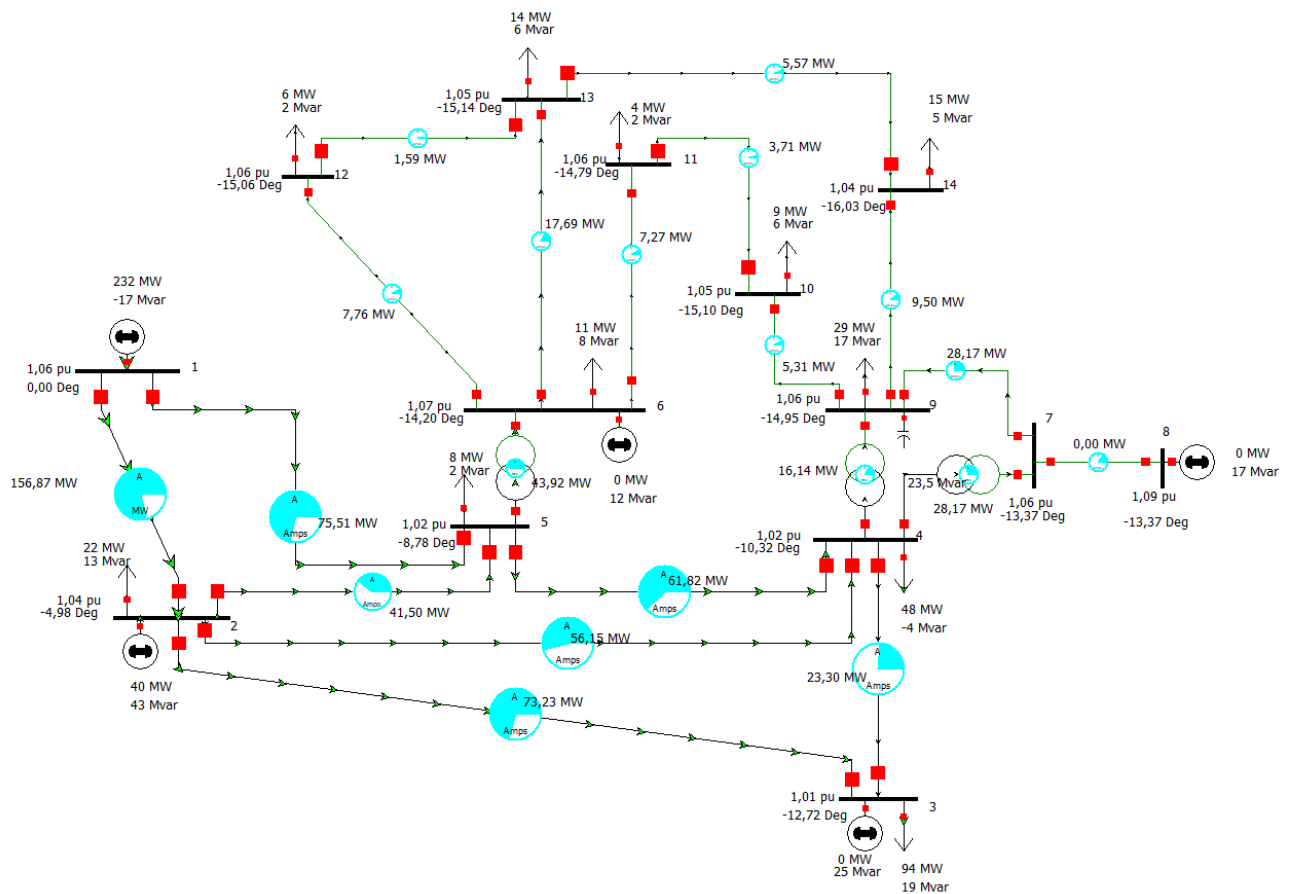 14 MW
6 Mvar
5,57 MW
1,05 pu
-15,14 Deg
13
6 MW
2 Mvar
4 MW
2 Mvar
15 MW
5 Mvar
1,59 MW
3,71 MW
1,06 pu
-15,06 Deg
12
1,06 pu
-14,79 Deg
11
1,04 pu
-16,03 Deg
14
17,69 MW
7,27 MW
9 MW
6 Mvar
232 MW
-17 Mvar
7,76 MW
1,05 pu
-15,10 Deg
10
9,50 MW
11 MW
8 Mvar
29 MW
17 Mvar
5,31 MW
28,17 MW
1,06 pu
0,00 Deg
1
1,07 pu
-14,20 Deg
6
1,06 pu
-14,95 Deg
9
7
8
0,00 MW
0 MW
17 Mvar
8 MW
2 Mvar
43,92 MW
0 MW
12 Mvar
16,14 MW
23,5 Mvar
28,17 MW
1,06 pu
-13,37 Deg
1,09 pu
-13,37 Deg
156,87 MW
A
MW
A
Amps
75,51 MW
1,02 pu
-8,78 Deg
5
1,02 pu
-10,32 Deg
4
22 MW
13 Mvar
A
Amps
41,50 MW
A
Amps
61,82 MW
1,04 pu
-4,98 Deg
2
48 MW
-4 Mvar
A
Amps
56,15 MW
A
Amps
23,30 MW
40 MW
43 Mvar
A
Amps
73,23 MW
1,01 pu
-12,72 Deg
3
0 MW
25 Mvar
94 MW
19 Mvar